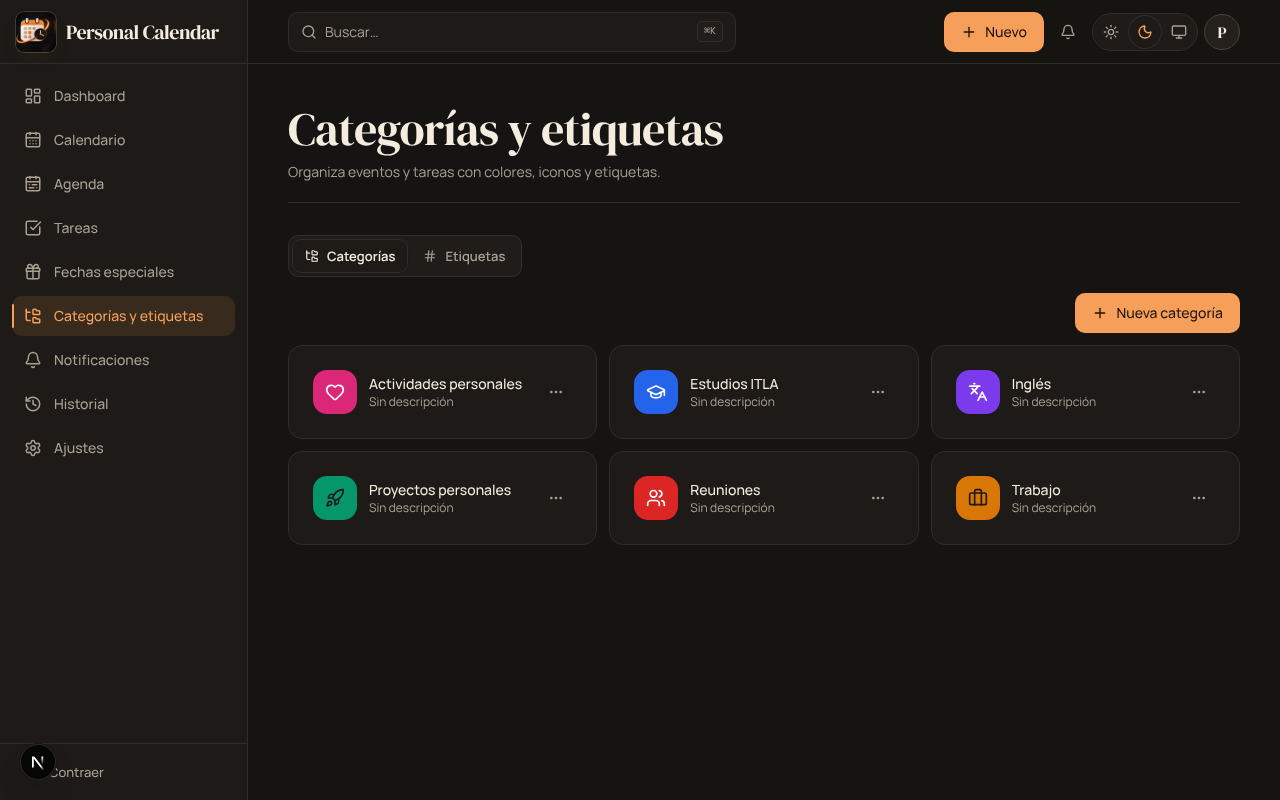 Personal Calendar
Buscar...
⌘K
Nuevo
P
Dashboard
Calendario
Agenda
Tareas
Fechas especiales
Categorías y etiquetas
Notificaciones
Historial
Ajustes
Contraer
N
Categorías y etiquetas
Organiza eventos y tareas con colores, iconos y etiquetas.
Categorías
Etiquetas
Nueva categoría
Actividades personales
Sin descripción
Estudios ITLA
Sin descripción
Inglés
Sin descripción
Proyectos personales
Sin descripción
Reuniones
Sin descripción
Trabajo
Sin descripción